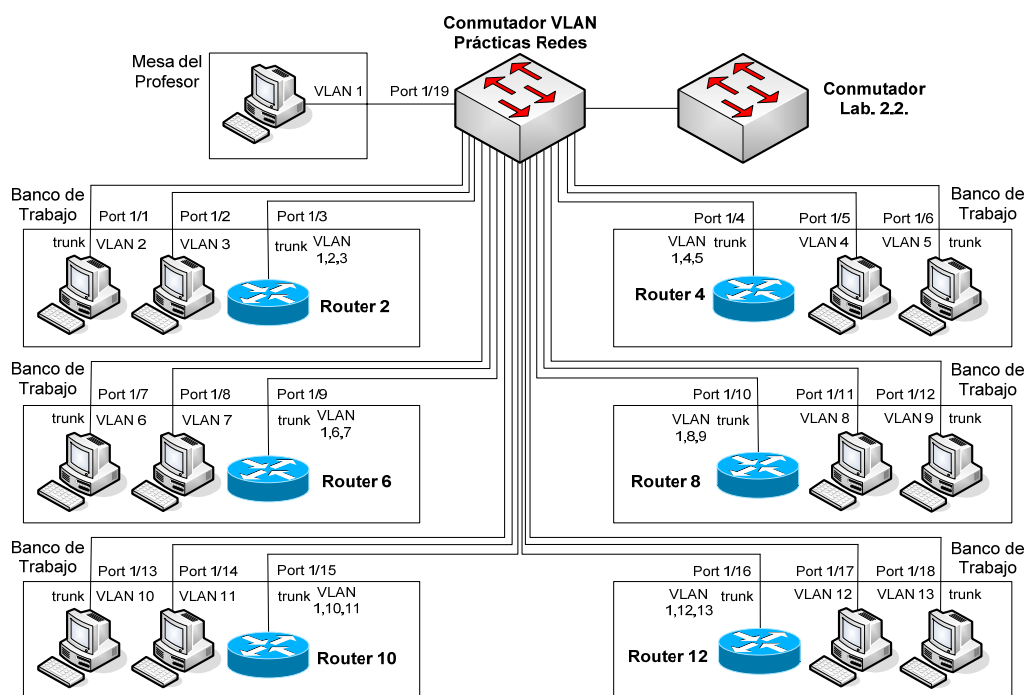 Conmutador VLAN
Prácticas Redes
Mesa del
Profesor
VLAN 1
Port 1/19
Conmutador
Lab. 2.2.
Banco de
Trabajo
Port 1/1
Port 1/2
Port 1/3
trunk
VLAN 2
VLAN 3
trunk
VLAN
1,2,3
Router 2
Port 1/4
Port 1/5
Port 1/6
Banco de
Trabajo
VLAN
1,4,5
trunk
VLAN 4
VLAN 5
trunk
Router 4
Banco de
Trabajo
Port 1/7
Port 1/8
Port 1/9
trunk
VLAN 6
VLAN 7
trunk
VLAN
1,6,7
Router 6
Port 1/10
Port 1/11
Port 1/12
Banco de
Trabajo
VLAN
1,8,9
trunk
VLAN 8
VLAN 9
trunk
Router 8
Banco de
Trabajo
Port 1/13
Port 1/14
Port 1/15
trunk
VLAN 10
VLAN 11
trunk
VLAN
1,10,11
Router 10
Port 1/16
Port 1/17
Port 1/18
Banco de
Trabajo
VLAN
1,12,13
trunk
VLAN 12
VLAN 13
trunk
Router 12